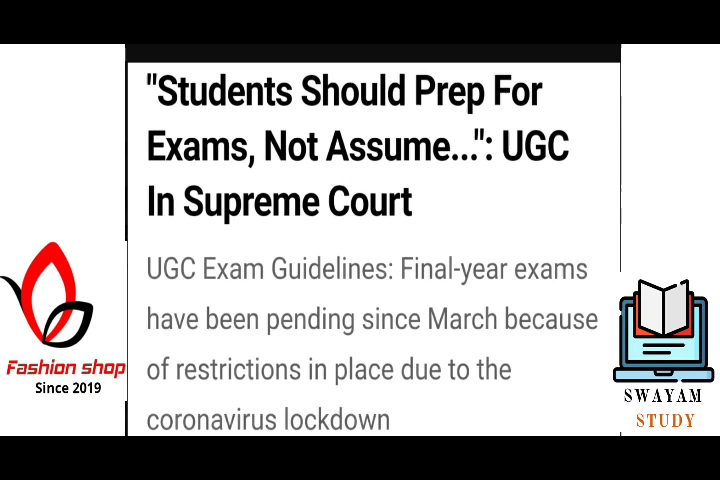 "Students Should Prep For
Exams, Not Assume...": UGC
In Supreme Court
UGC Exam Guidelines: Final-year exams
have been pending since March because
of restrictions in place due to the
coronavirus lockdown
Fashion shop
Since 2019
SWAYAM
STUDY